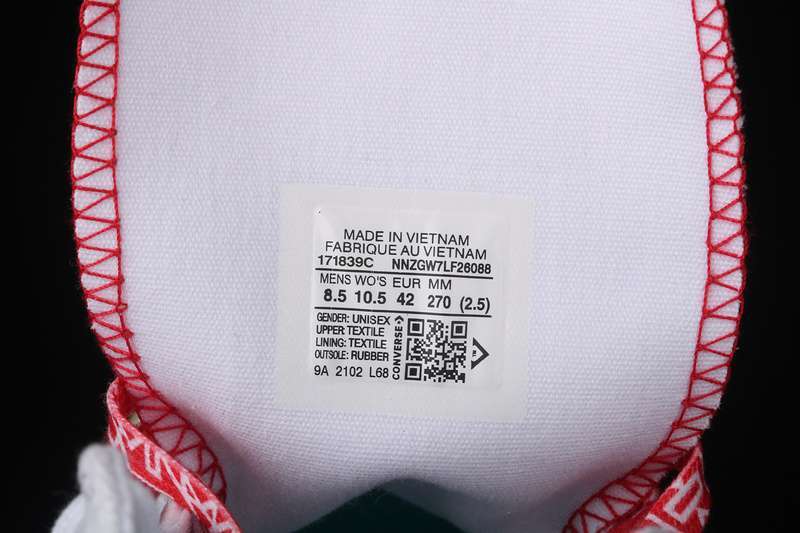 MADE IN VIETNAM
FABRIQUE AU VIETNAM
171839C NNZGW7LF26088
MENS WO'S EUR MM
8.5 10.5 42 270 (2.5)
GENDER: UNISEX
UPPER TEXTILE
LINING: TEXTILE
OUTSOLE: RUBBER
9A 2102 L68
CONVERSE
TM